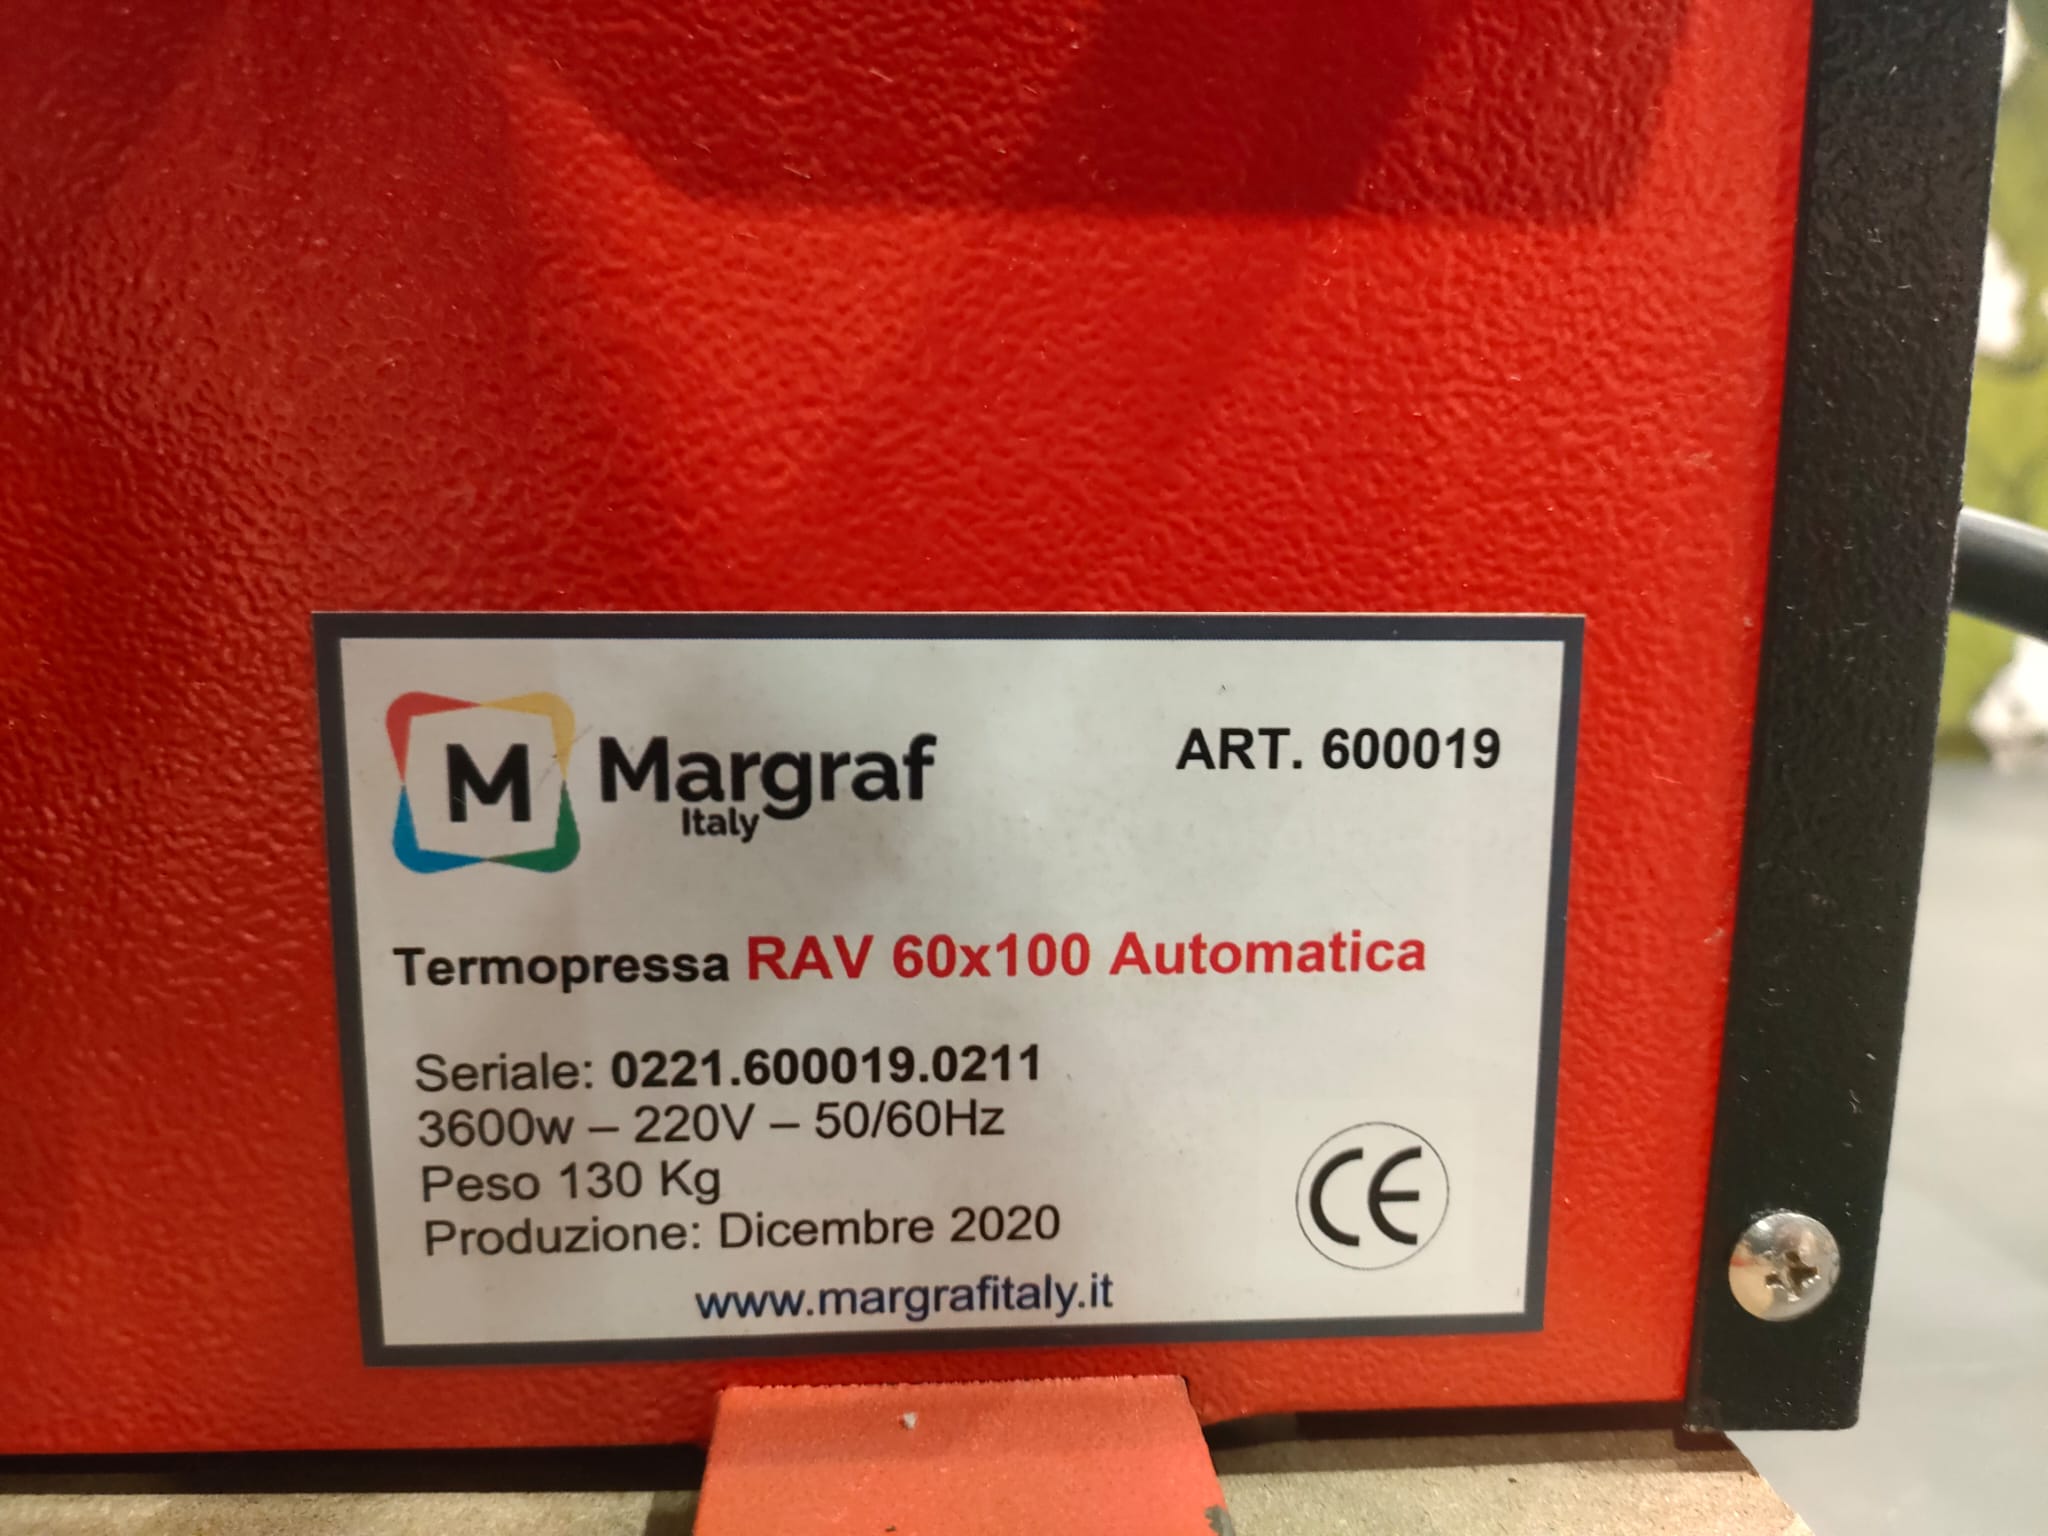 M Margraf
Italy
ART. 600019
Termopressa RAV 60x100 Automatica
Seriale: 0221.600019.0211
3600w – 220V – 50/60Hz
Peso 130 Kg
Produzione: Dicembre 2020
CE
www.margrafitaly.it